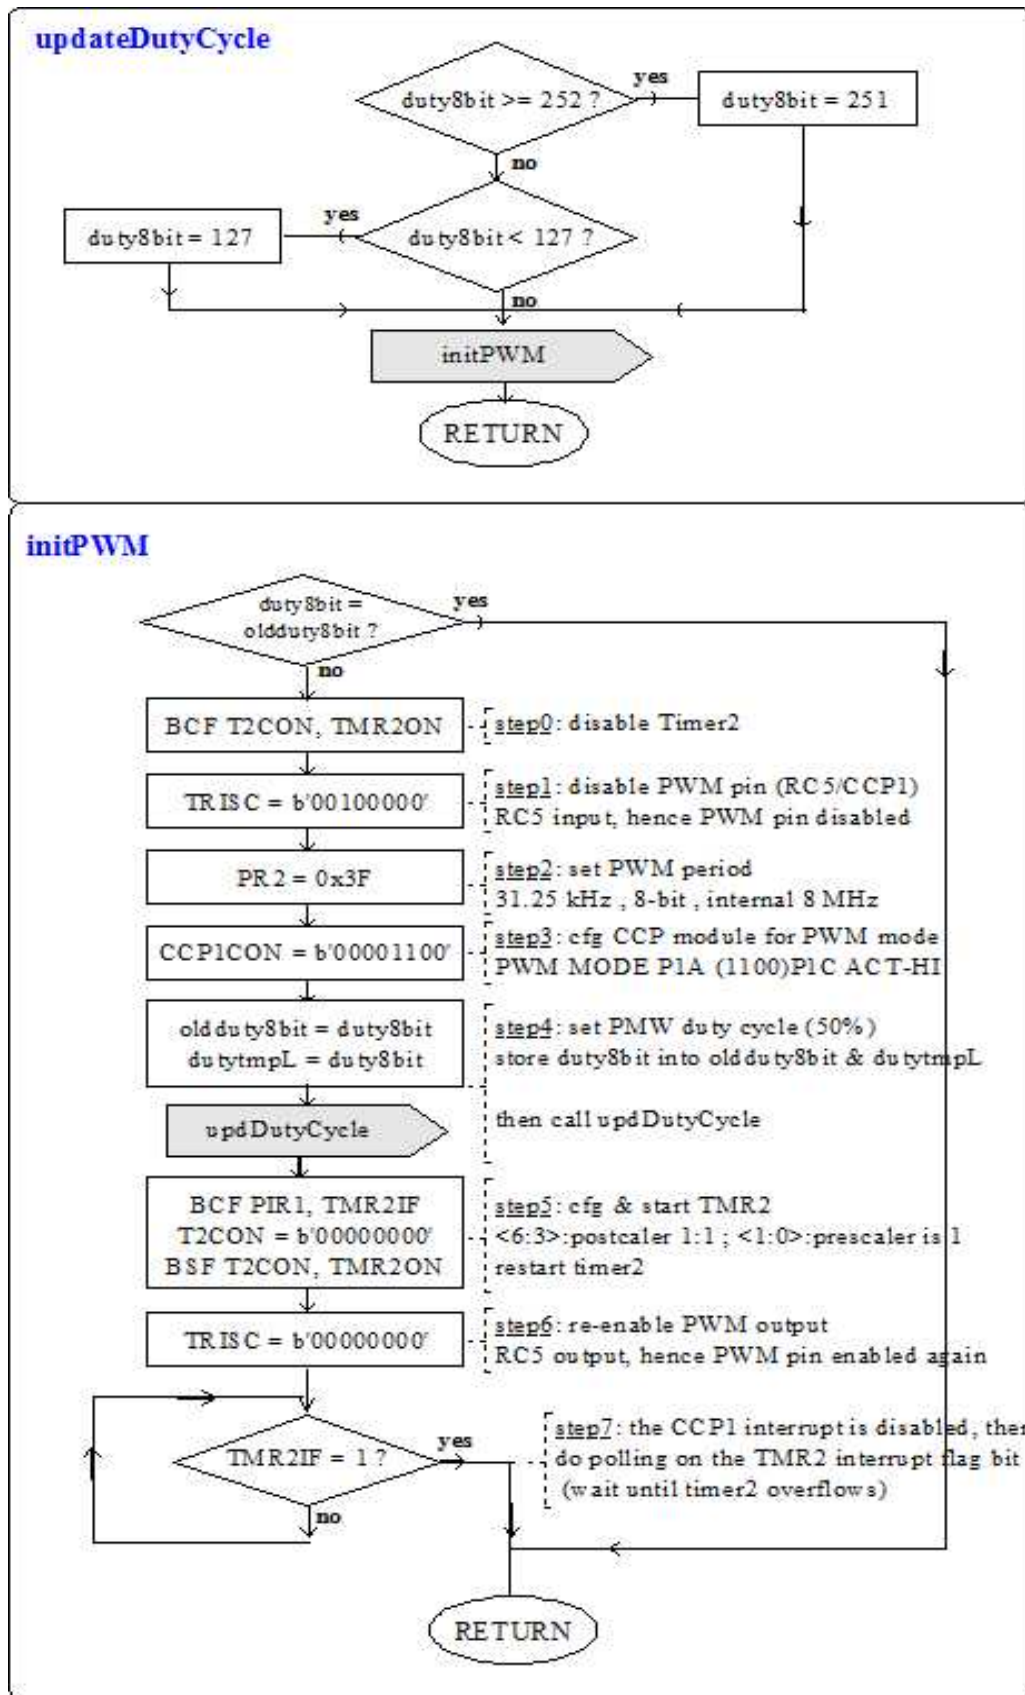 updateDutyCycle
duty8bit >= 252 ?
yes
duty8bit = 251
no
duty8bit = 127
yes
duty8bit < 127 ?
no
initPWM
RETURN
initPWM
duty8bit =
oldduty8bit ?
yes
no
BCF T2CON, TMR2ON
step0: disable Timer2
TRISC = b'00100000'
step1: disable PWM pin (RC5/CCP1)
RC5 input, hence PWM pin disabled
PR2 = 0x3F
step2: set PWM period
31.25 kHz , 8-bit , internal 8 MHz
CCP1CON = b'00001100'
step3: cfg CCP module for PWM mode
PWM MODE P1A (1100)P1C ACT-HI
oldduty8bit = duty8bit
dutytmpL = duty8bit
step4: set PMW duty cycle (50%)
store duty8bit into oldduty8bit & dutytmpL
updDutyCycle
then call updDutyCycle
BCF PIR1, TMR2IF
T2CON = b'00000000'
BSF T2CON, TMR2ON
step5: cfg & start TMR2
<6:3>:postcaler 1:1 ; <1:0>:prescaler is 1
restart timer2
TRISC = b'00000000'
step6: re-enable PWM output
RC5 output, hence PWM pin enabled again
TMR2IF = 1 ?
yes
no
step7: the CCP1 interrupt is disabled, then
do polling on the TMR2 interrupt flag bit
(wait until timer2 overflows)
RETURN